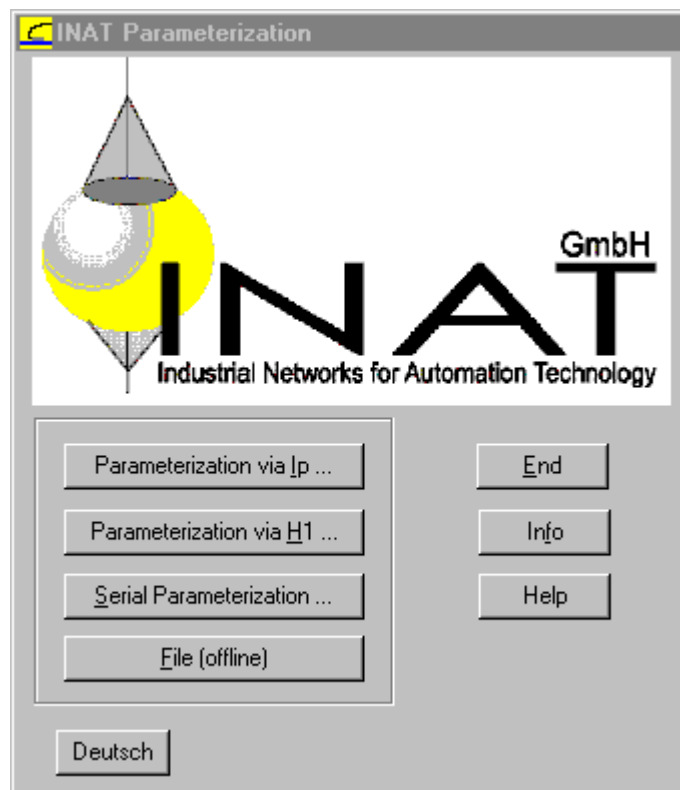 INAT Parameterization
GmbH
INAT
Industrial Networks for Automation Technology
Parameterization via Ip ...
End
Parameterization via H1 ...
Info
Serial Parameterization ...
Help
File (offline)
Deutsch